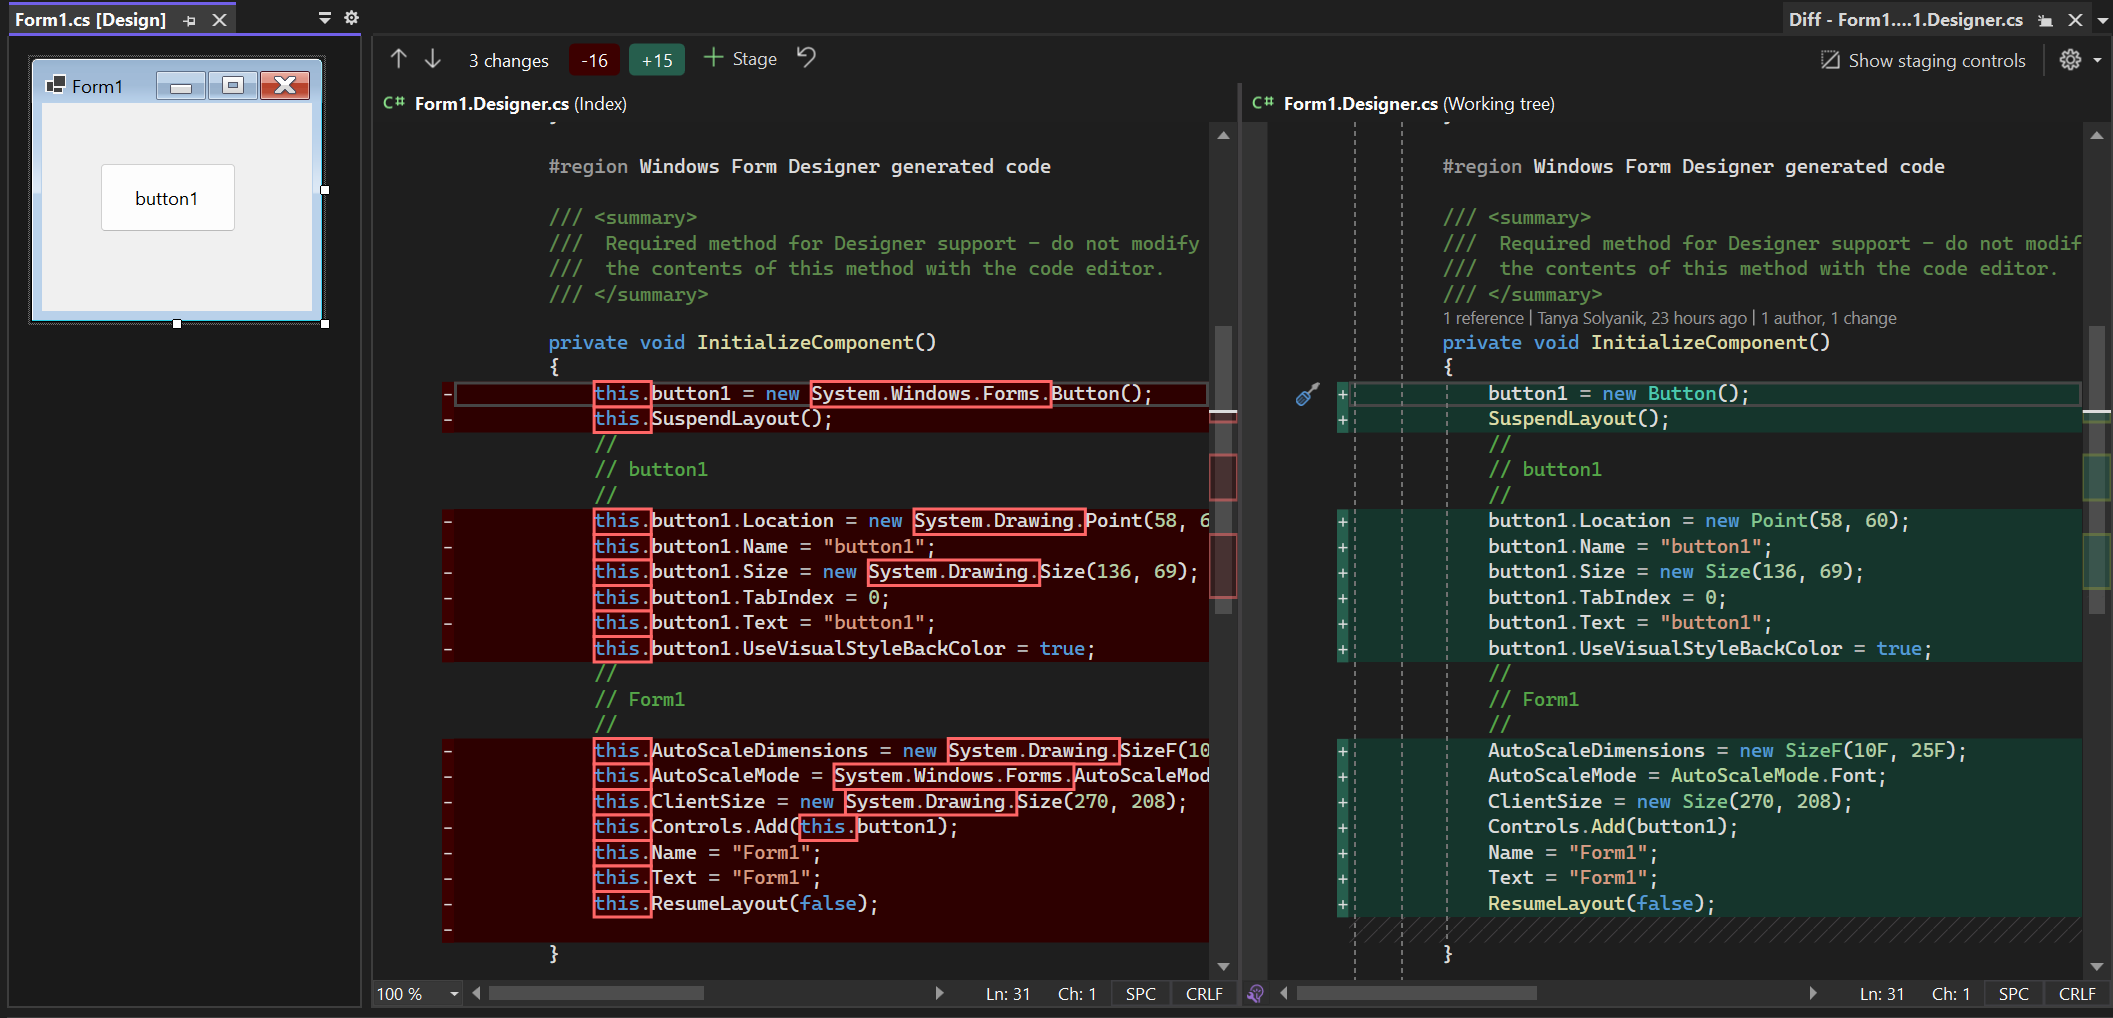 Form1.cs [Design]
Diff - Form1....1.Designer.cs
Form1
button1
3 changes
-16
+15
Stage
Show staging controls
C# Form1.Designer.cs (Index)
#region Windows Form Designer generated code
/// <summary>
///  Required method for Designer support - do not modify
///  the contents of this method with the code editor.
/// </summary>
private void InitializeComponent()
{
- this.button1 = new System.Windows.Forms.Button();
- this.SuspendLayout();
//
// button1
//
- this.button1.Location = new System.Drawing.Point(58, 6
- this.button1.Name = "button1";
- this.button1.Size = new System.Drawing.Size(136, 69);
- this.button1.TabIndex = 0;
- this.button1.Text = "button1";
- this.button1.UseVisualStyleBackColor = true;
//
// Form1
//
- this.AutoScaleDimensions = new System.Drawing.SizeF(10
- this.AutoScaleMode = System.Windows.Forms.AutoScaleMod
- this.ClientSize = new System.Drawing.Size(270, 208);
- this.Controls.Add(this.button1);
- this.Name = "Form1";
- this.Text = "Form1";
- this.ResumeLayout(false);
-
}
100 %
Ln: 31 Ch: 1 SPC CRLF
C# Form1.Designer.cs (Working tree)
#region Windows Form Designer generated code
/// <summary>
///  Required method for Designer support - do not modif
///  the contents of this method with the code editor.
/// </summary>
1 reference | Tanya Solyanik, 23 hours ago | 1 author, 1 change
private void InitializeComponent()
{
+ button1 = new Button();
+ SuspendLayout();
//
// button1
//
+ button1.Location = new Point(58, 60);
+ button1.Name = "button1";
+ button1.Size = new Size(136, 69);
+ button1.TabIndex = 0;
+ button1.Text = "button1";
+ button1.UseVisualStyleBackColor = true;
//
// Form1
//
+ AutoScaleDimensions = new SizeF(10F, 25F);
+ AutoScaleMode = AutoScaleMode.Font;
+ ClientSize = new Size(270, 208);
+ Controls.Add(button1);
+ Name = "Form1";
+ Text = "Form1";
+ ResumeLayout(false);
}
Ln: 31 Ch: 1 SPC CRLF